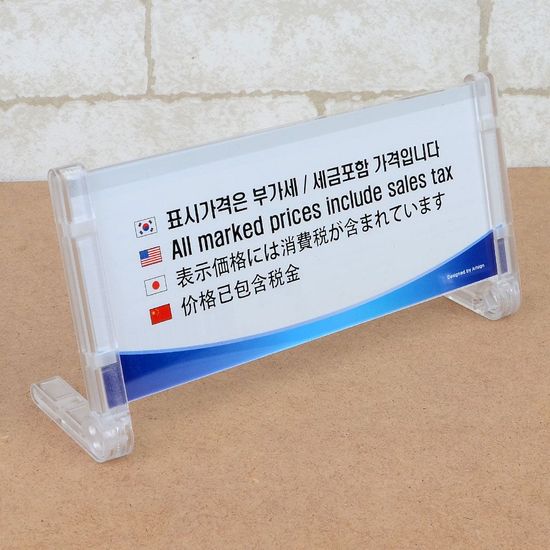 표시가격은 부가세 / 세금포함 가격입니다
All marked prices include sales tax
表示価格には消費税が含まれています
价格已包含税金
Designed by Artsign